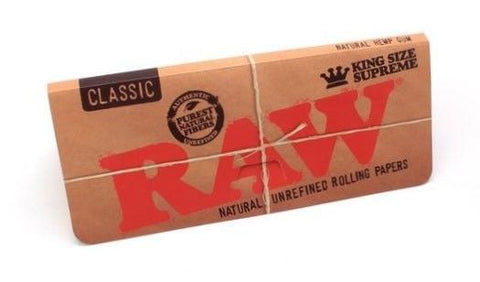 NATURAL HEMP GUM
CLASSIC
KING SIZE
SUPREME
AUTHENTIC
PUREST
NATURAL
FIBERS
UNREFINED
RAW®
NATURAL UNREFINED ROLLING PAPERS